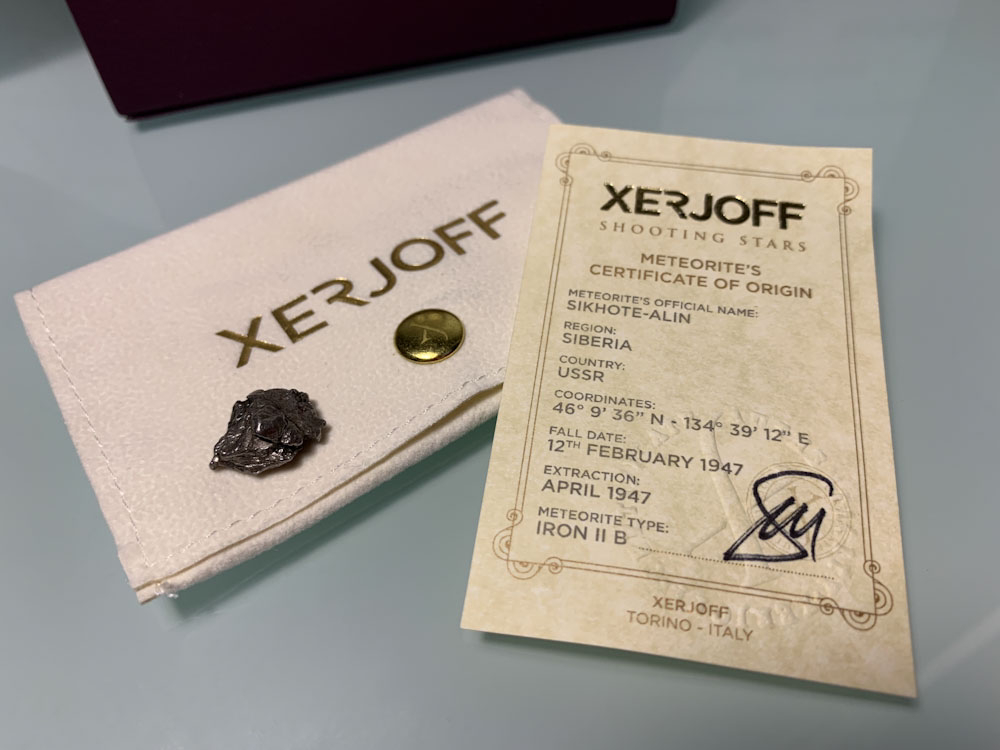 XERJOFF
XERJOFF
SHOOTING STARS
METEORITE'S
CERTIFICATE OF ORIGIN
METEORITE'S OFFICIAL NAME:
SIKHOTE-ALIN
REGION:
SIBERIA
COUNTRY:
USSR
COORDINATES:
46° 9' 36" N - 134° 39' 12" E
FALL DATE:
12TH FEBRUARY 1947
EXTRACTION:
APRIL 1947
METEORITE TYPE:
IRON II B
XERJOFF
TORINO - ITALY